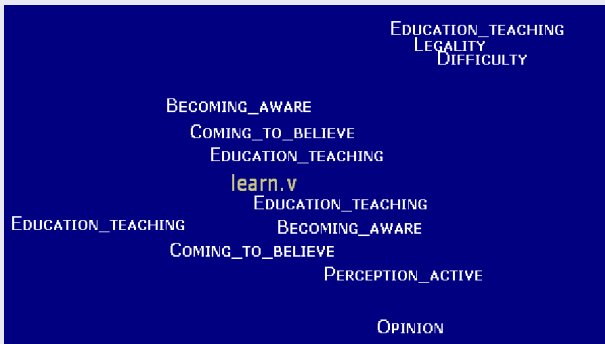 EDUCATION_TEACHING
LEGALITY
DIFFICULTY
BECOMING_AWARE
COMING_TO_BELIEVE
EDUCATION_TEACHING
learn.v
EDUCATION_TEACHING
EDUCATION_TEACHING
BECOMING_AWARE
COMING_TO_BELIEVE
PERCEPTION_ACTIVE
OPINION